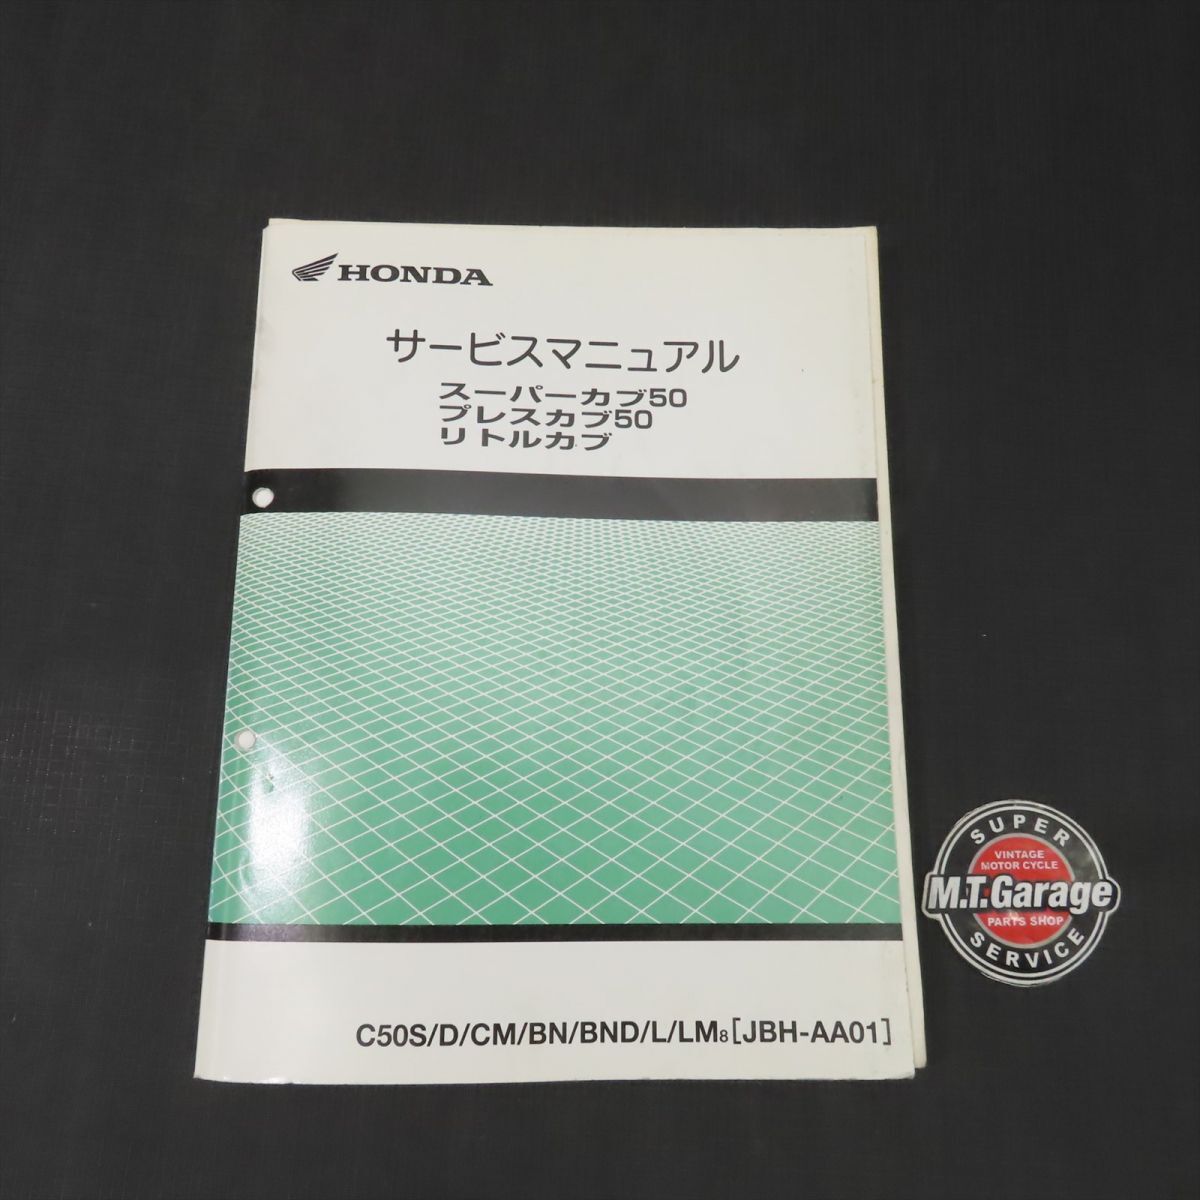 HONDA
サービスマニュアル
スーパーカブ50
プレスカブ50
リトルカブ
C50S/D/CM/BN/BND/L/LM8[JBH-AA01]
SUPER
VINTAGE
MOTOR CYCLE
M.T.Garage
PARTS SHOP
SERVICE